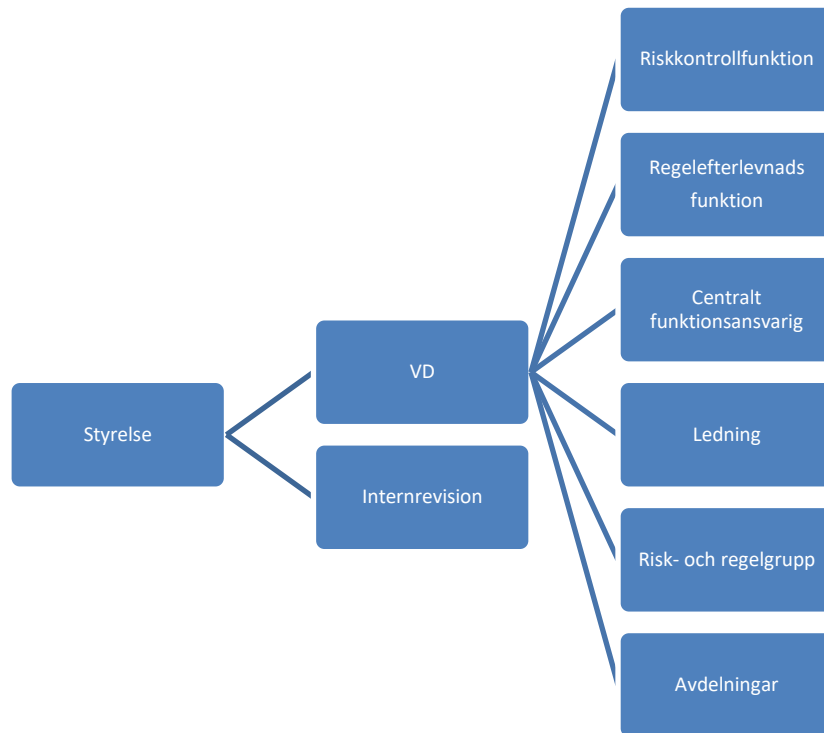 Styrelse
VD
Internrevision
Riskkontrollfunktion
Regelefterlevnads
funktion
Centralt
funktionsansvarig
Ledning
Risk- och regelgrupp
Avdelningar